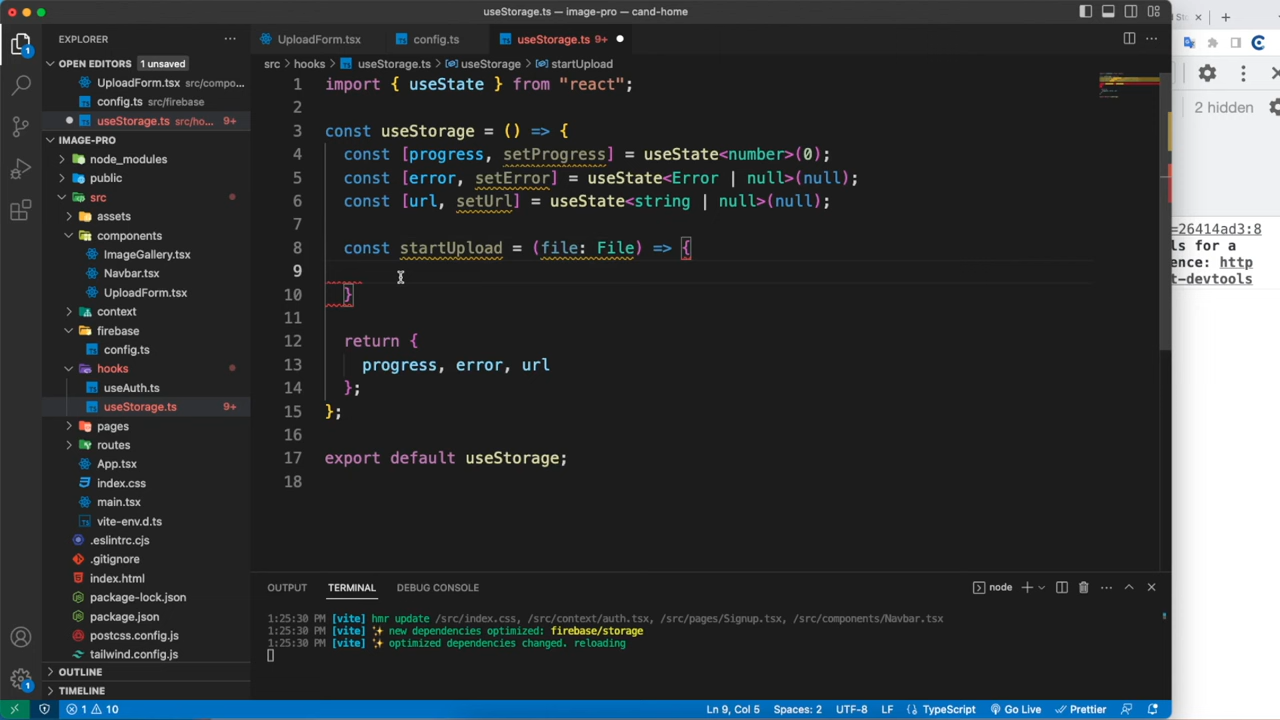 useStorage.ts — image-pro — cand-home
EXPLORER
OPEN EDITORS 1 unsaved
UploadForm.tsx src/compo...
config.ts src/firebase
useStorage.ts src/ho... 9+
IMAGE-PRO
node_modules
public
src
assets
components
ImageGallery.tsx
Navbar.tsx
UploadForm.tsx
context
firebase
config.ts
hooks
useAuth.ts
useStorage.ts 9+
pages
routes
App.tsx
index.css
main.tsx
vite-env.d.ts
.eslintrc.cjs
.gitignore
index.html
package-lock.json
package.json
postcss.config.js
tailwind.config.js
OUTLINE
TIMELINE
UploadForm.tsx config.ts useStorage.ts 9+
src > hooks > useStorage.ts > useStorage > startUpload
1 import { useState } from "react";
2
3 const useStorage = () => {
4 const [progress, setProgress] = useState<number>(0);
5 const [error, setError] = useState<Error | null>(null);
6 const [url, setUrl] = useState<string | null>(null);
7
8 const startUpload = (file: File) => {
9
10 }
11
12 return {
13 progress, error, url
14 };
15 };
16
17 export default useStorage;
18
OUTPUT TERMINAL DEBUG CONSOLE node
1:25:30 PM [vite] hmr update /src/index.css, /src/context/auth.tsx, /src/pages/Signup.tsx, /src/components/Navbar.tsx
1:25:30 PM [vite] ✨ new dependencies optimized: firebase/storage
1:25:30 PM [vite] ✨ optimized dependencies changed. reloading
1 10 Ln 9, Col 5 Spaces: 2 UTF-8 LF TypeScript Go Live Prettier
2 hidden
=26414ad3:8
ls for a
ence: http
t-devtools